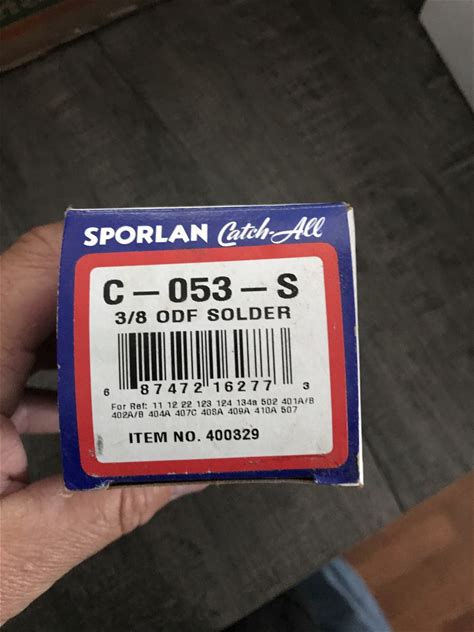 SPORLAN Catch-All
C-053-S
3/8 ODF SOLDER
6 87472 16277 3
For Ref: 11 12 22 123 124 134a 502 401A/B
402A/B 404A 407C 408A 409A 410A 507
ITEM NO. 400329